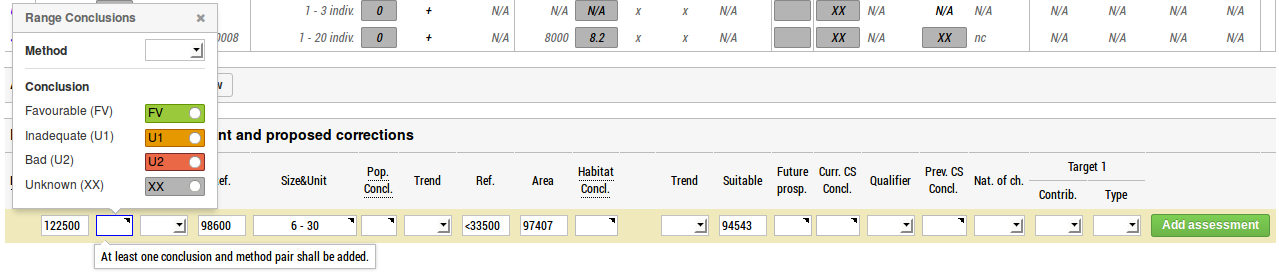 Range Conclusions ×
1 - 3 indiv. 0 + N/A N/A N/A x x N/A XX N/A N/A N/A N/A N/A N/A N/A
0008 1 - 20 indiv. 0 + N/A 8000 8.2 x x N/A XX N/A XX nc N/A N/A N/A N/A
Method
Conclusion
Favourable (FV) FV
Inadequate (U1) U1
Bad (U2) U2
Unknown (XX) XX
nt and proposed corrections
ef. Size&Unit Pop. Concl. Trend Ref. Area Habitat Concl. Trend Suitable Future prosp. Curr. CS Concl. Qualifier Prev. CS Concl. Nat. of ch. Target 1
Contrib. Type
122500 98600 6 - 30 <33500 97407 94543 Add assessment
At least one conclusion and method pair shall be added.